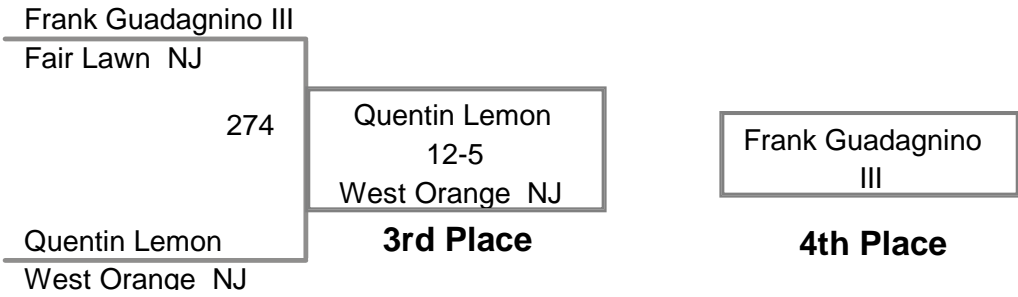 Frank Guadagnino III
Fair Lawn NJ
274
Quentin Lemon
12-5
West Orange NJ
3rd Place
Frank Guadagnino
III
4th Place
Quentin Lemon
West Orange NJ